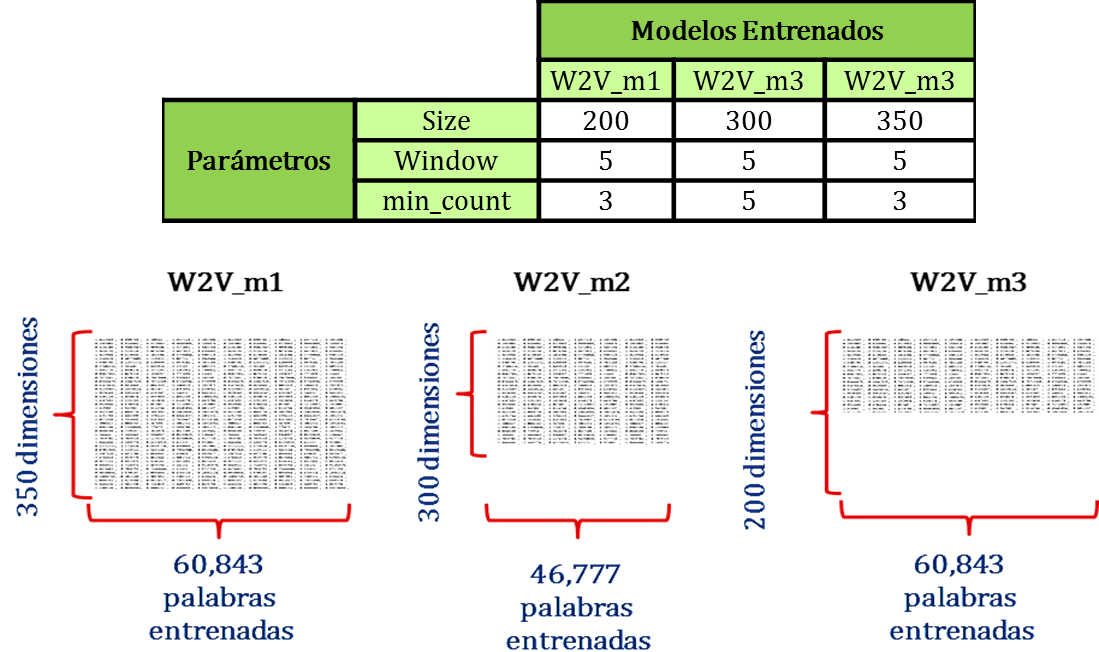 Modelos Entrenados
W2V_m1 W2V_m3 W2V_m3
Parámetros
Size 200 300 350
Window 5 5 5
min_count 3 5 3
W2V_m1
350 dimensiones
60,843
palabras
entrenadas
W2V_m2
300 dimensiones
46,777
palabras
entrenadas
W2V_m3
200 dimensiones
60,843
palabras
entrenadas